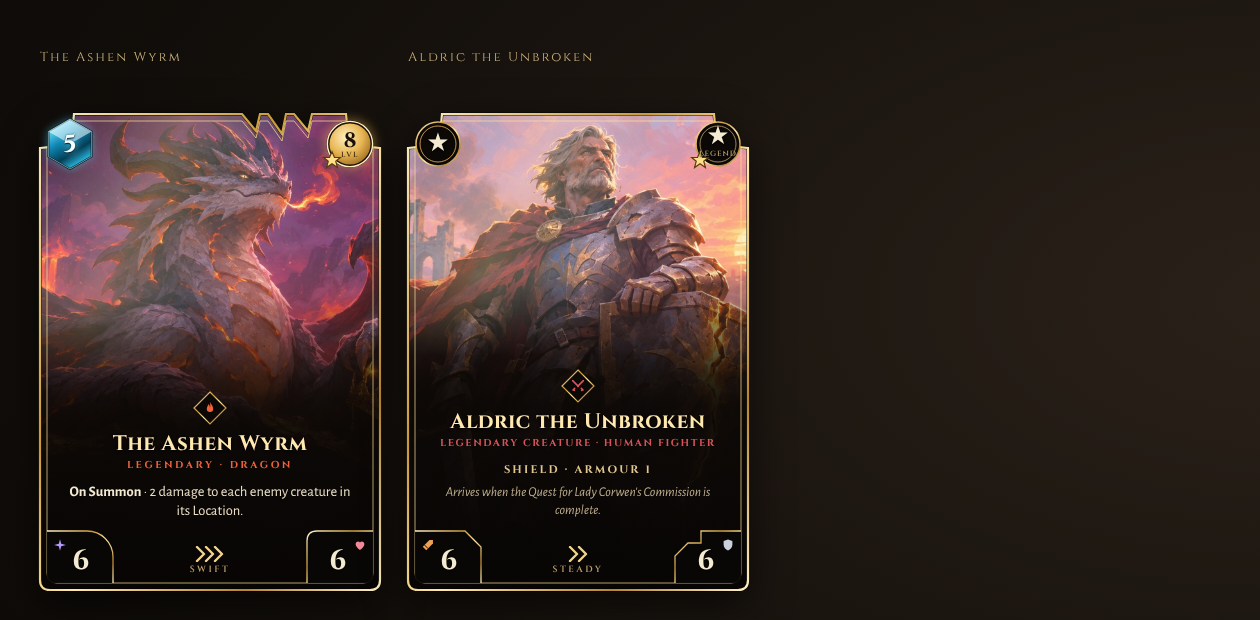 The Ashen Wyrm
Aldric the Unbroken
5
8
LVL
The Ashen Wyrm
LEGENDARY · DRAGON
On Summon · 2 damage to each enemy creature in
its Location.
6
SWIFT
6
LEGEND
Aldric the Unbroken
LEGENDARY CREATURE · HUMAN FIGHTER
SHIELD · ARMOUR 1
Arrives when the Quest for Lady Corwen's Commission is
complete.
6
STEADY
6